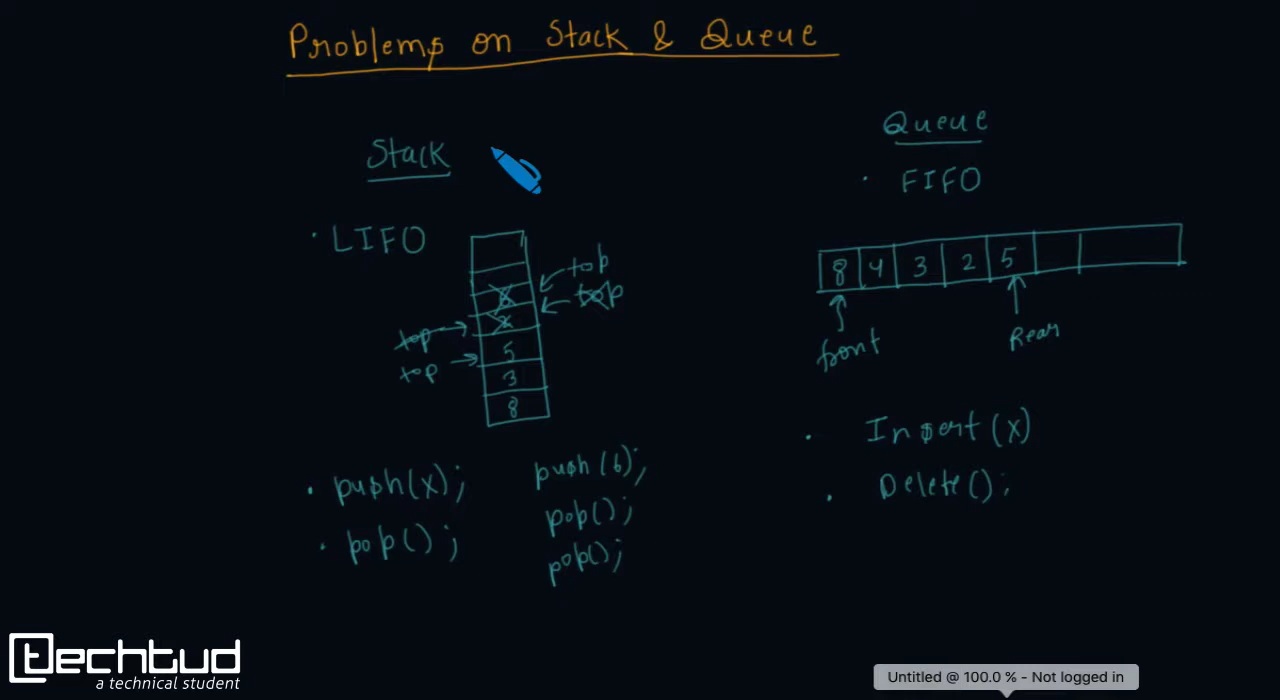 Problems on Stack & Queue
Stack
• LIFO
top
top
top
top
6
2
5
3
8
• push(x);
• pop();
push(6);
pop();
pop();
Queue
• FIFO
8 4 3 2 5
front
Rear
• Insert(x)
• Delete();
techtud
a technical student
Untitled @ 100.0 % - Not logged in